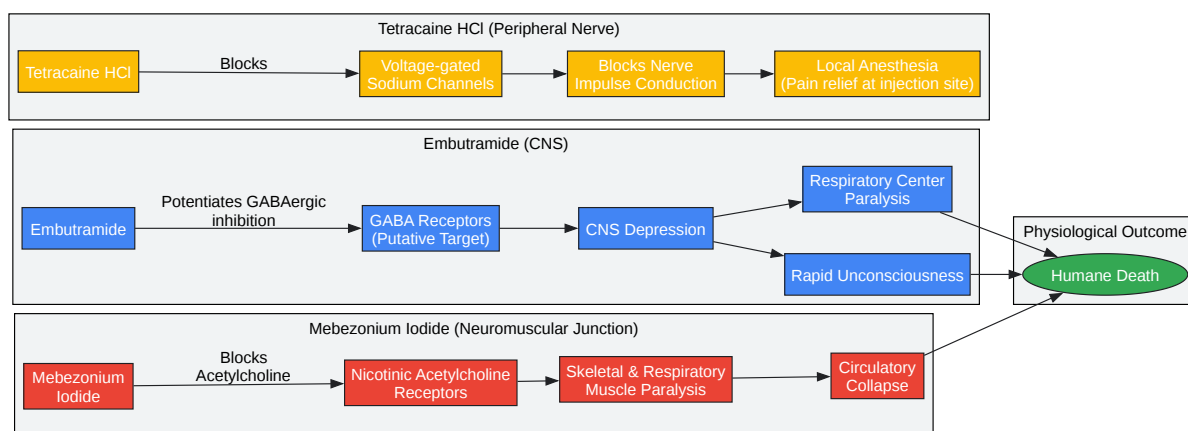 Tetracaine HCl (Peripheral Nerve)
Tetracaine HCl
Blocks
Voltage-gated
Sodium Channels
Blocks Nerve
Impulse Conduction
Local Anesthesia
(Pain relief at injection site)
Embutramide (CNS)
Embutramide
Potentiates GABAergic
inhibition
GABA Receptors
(Putative Target)
CNS Depression
Respiratory Center
Paralysis
Rapid Unconsciousness
Physiological Outcome
Humane Death
Mebezonium Iodide (Neuromuscular Junction)
Mebezonium
Iodide
Blocks
Acetylcholine
Nicotinic Acetylcholine
Receptors
Skeletal & Respiratory
Muscle Paralysis
Circulatory
Collapse